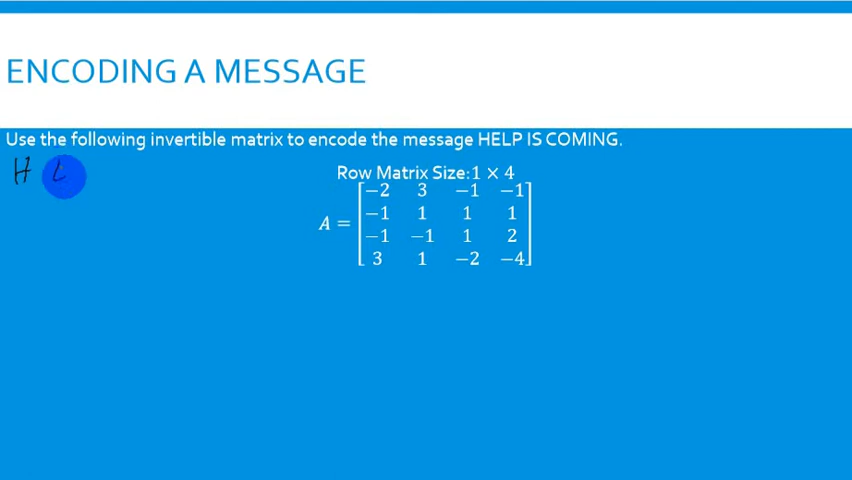 ENCODING A MESSAGE
Use the following invertible matrix to encode the message HELP IS COMING.
H
Row Matrix Size:1 × 4
A = [−2 3 −1 −1
−1 1 1 1
−1 −1 1 2
3 1 −2 −4]